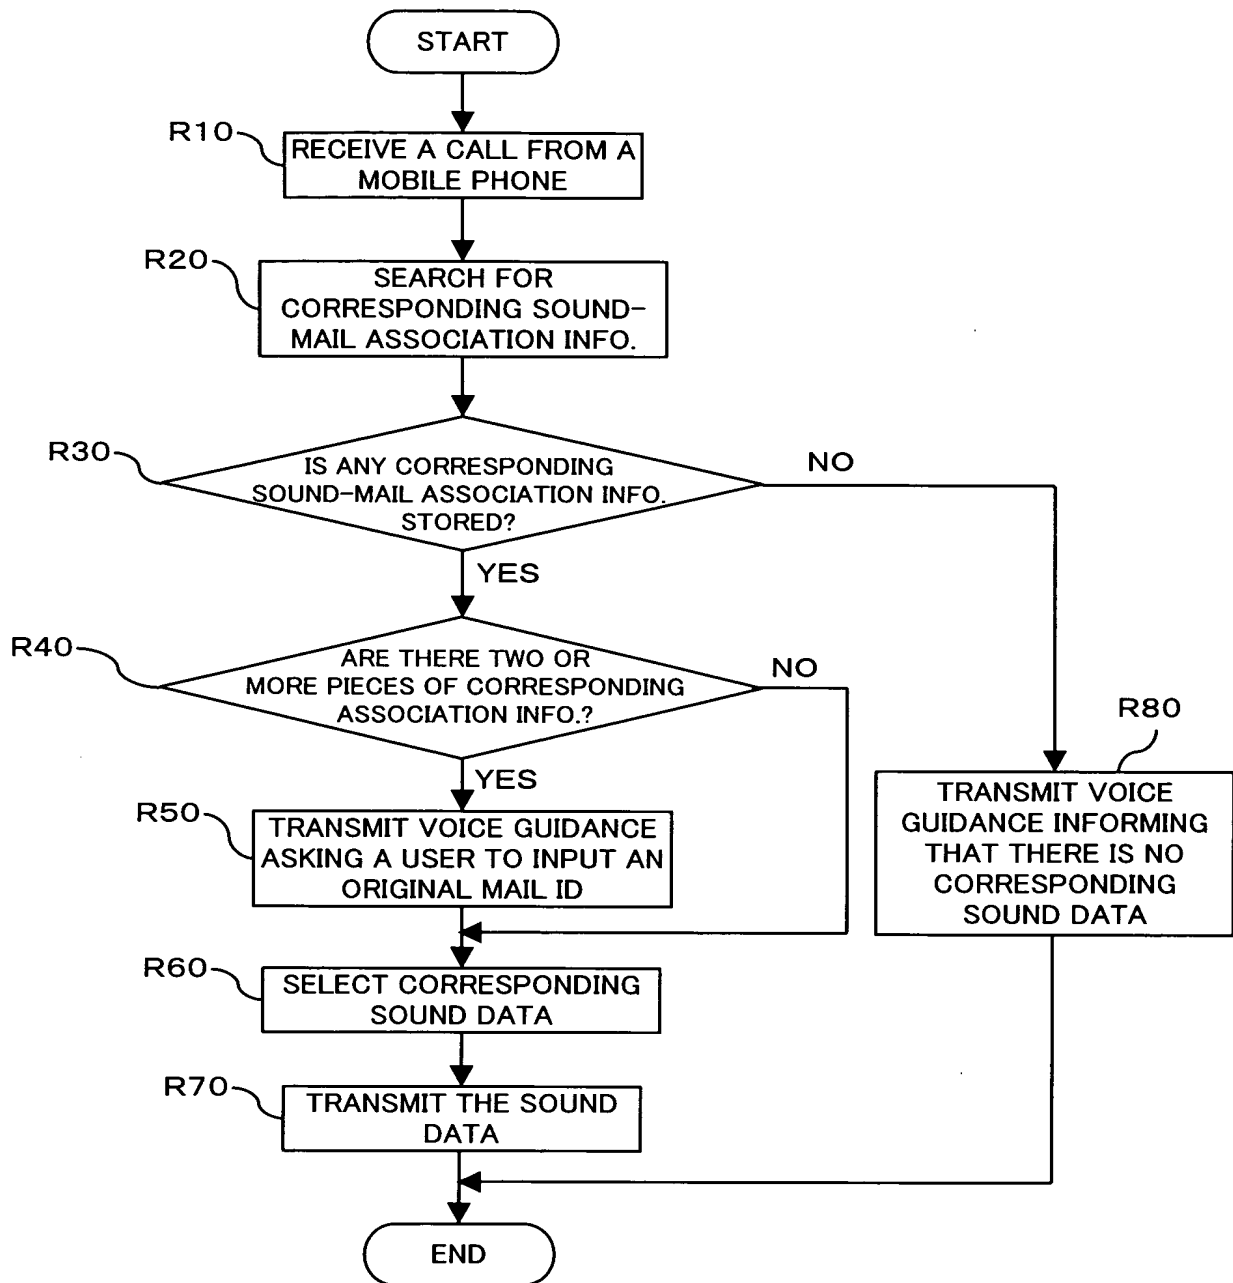 START
R10
RECEIVE A CALL FROM A
MOBILE PHONE
R20
SEARCH FOR
CORRESPONDING SOUND-
MAIL ASSOCIATION INFO.
R30
IS ANY CORRESPONDING
SOUND-MAIL ASSOCIATION INFO.
STORED?
NO
YES
R40
ARE THERE TWO OR
MORE PIECES OF CORRESPONDING
ASSOCIATION INFO.?
NO
YES
R50
TRANSMIT VOICE GUIDANCE
ASKING A USER TO INPUT AN
ORIGINAL MAIL ID
R80
TRANSMIT VOICE
GUIDANCE INFORMING
THAT THERE IS NO
CORRESPONDING
SOUND DATA
R60
SELECT CORRESPONDING
SOUND DATA
R70
TRANSMIT THE SOUND
DATA
END